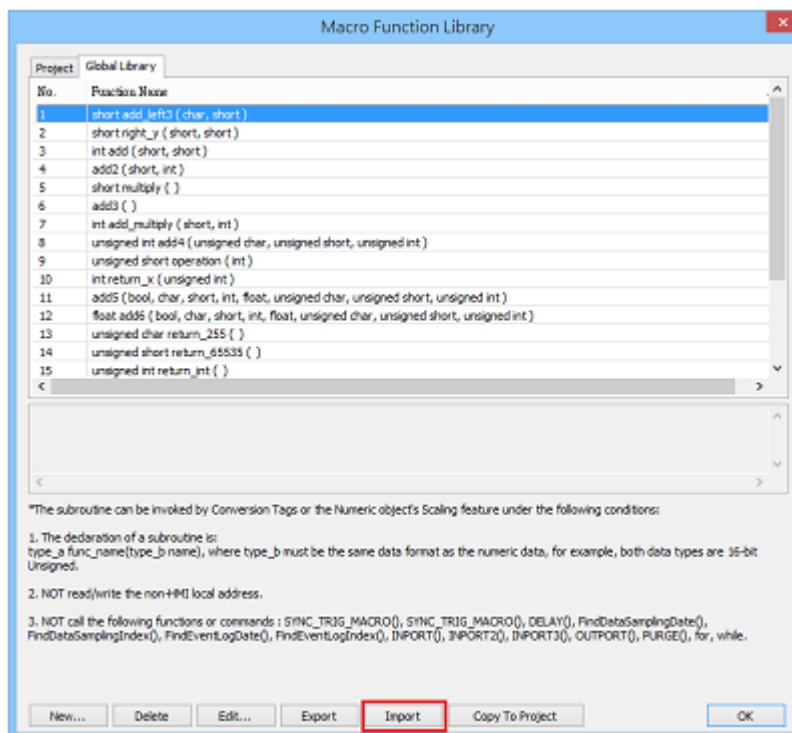 Macro Function Library
Project Global Library
No. Function Name
1 short add_left3 ( char, short )
2 short right_y ( short, short )
3 int add ( short, short )
4 add2 ( short, int )
5 short multiply ( )
6 add3 ( )
7 int add_multiply ( short, int )
8 unsigned int add4 ( unsigned char, unsigned short, unsigned int )
9 unsigned short operation ( int )
10 int return_x ( unsigned int )
11 add5 ( bool, char, short, int, float, unsigned char, unsigned short, unsigned int )
12 float add6 ( bool, char, short, int, float, unsigned char, unsigned short, unsigned int )
13 unsigned char return_255 ( )
14 unsigned short return_65535 ( )
15 unsigned int return_int ( )
*The subroutine can be invoked by Conversion Tags or the Numeric object's Scaling feature under the following conditions:
1. The declaration of a subroutine is:
type_a func_name(type_b name), where type_b must be the same data format as the numeric data, for example, both data types are 16-bit
Unsigned.
2. NOT read/write the non-HMI local address.
3. NOT call the following functions or commands : SYNC_TRIG_MACRO(), SYNC_TRIG_MACRO(), DELAY(), FindDataSamplingDate(),
FindDataSamplingIndex(), FindEventLogDate(), FindEventLogIndex(), INPORT(), INPORT2(), INPORT3(), OUTPORT(), PURGE(), for, while.
New... Delete Edit... Export Import Copy To Project OK